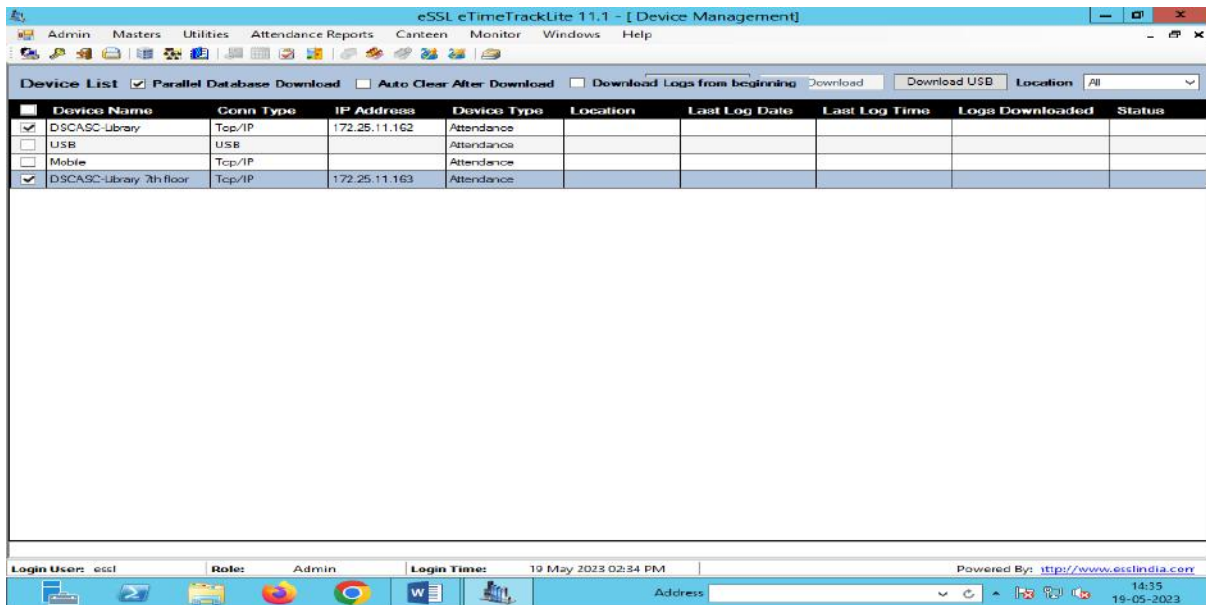 eSSL eTimeTrackLite 11.1 - [ Device Management]
Admin Masters Utilities Attendance Reports Canteen Monitor Windows Help
Device List Parallel Database Download Auto Clear After Download Download Logs from beginning Download Download USB Location All
Device Name Conn Type IP Address Device Type Location Last Log Date Last Log Time Logs Downloaded Status
DSCASC-Library Tcp/IP 172.25.11.162 Attendance
USB USB Attendance
Mobile Tcp/IP Attendance
DSCASC-Library 7th floor Tcp/IP 172.25.11.163 Attendance
Login User: essl Role: Admin Login Time: 19 May 2023 02:34 PM Powered By: ttp://www.esslindia.com
Address 14:35
19-05-2023